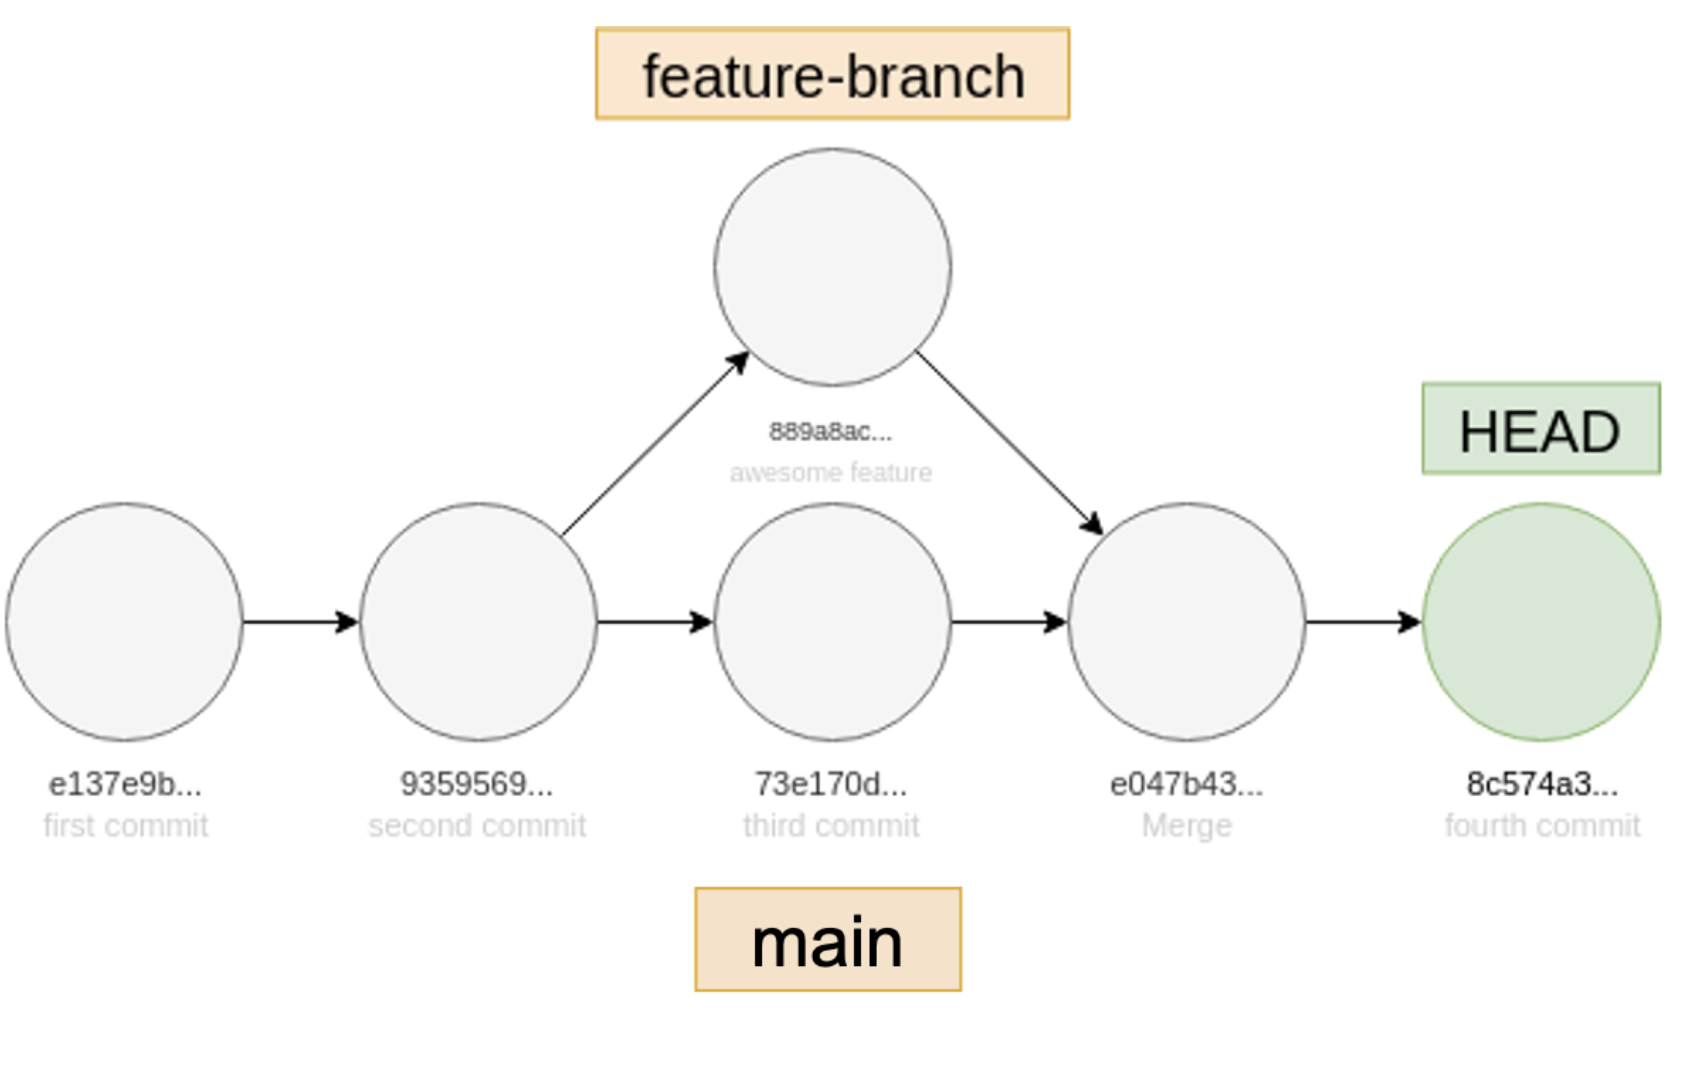 feature-branch
889a8ac...
awesome feature
HEAD
e137e9b...
first commit
9359569...
second commit
73e170d...
third commit
e047b43...
Merge
8c574a3...
fourth commit
main